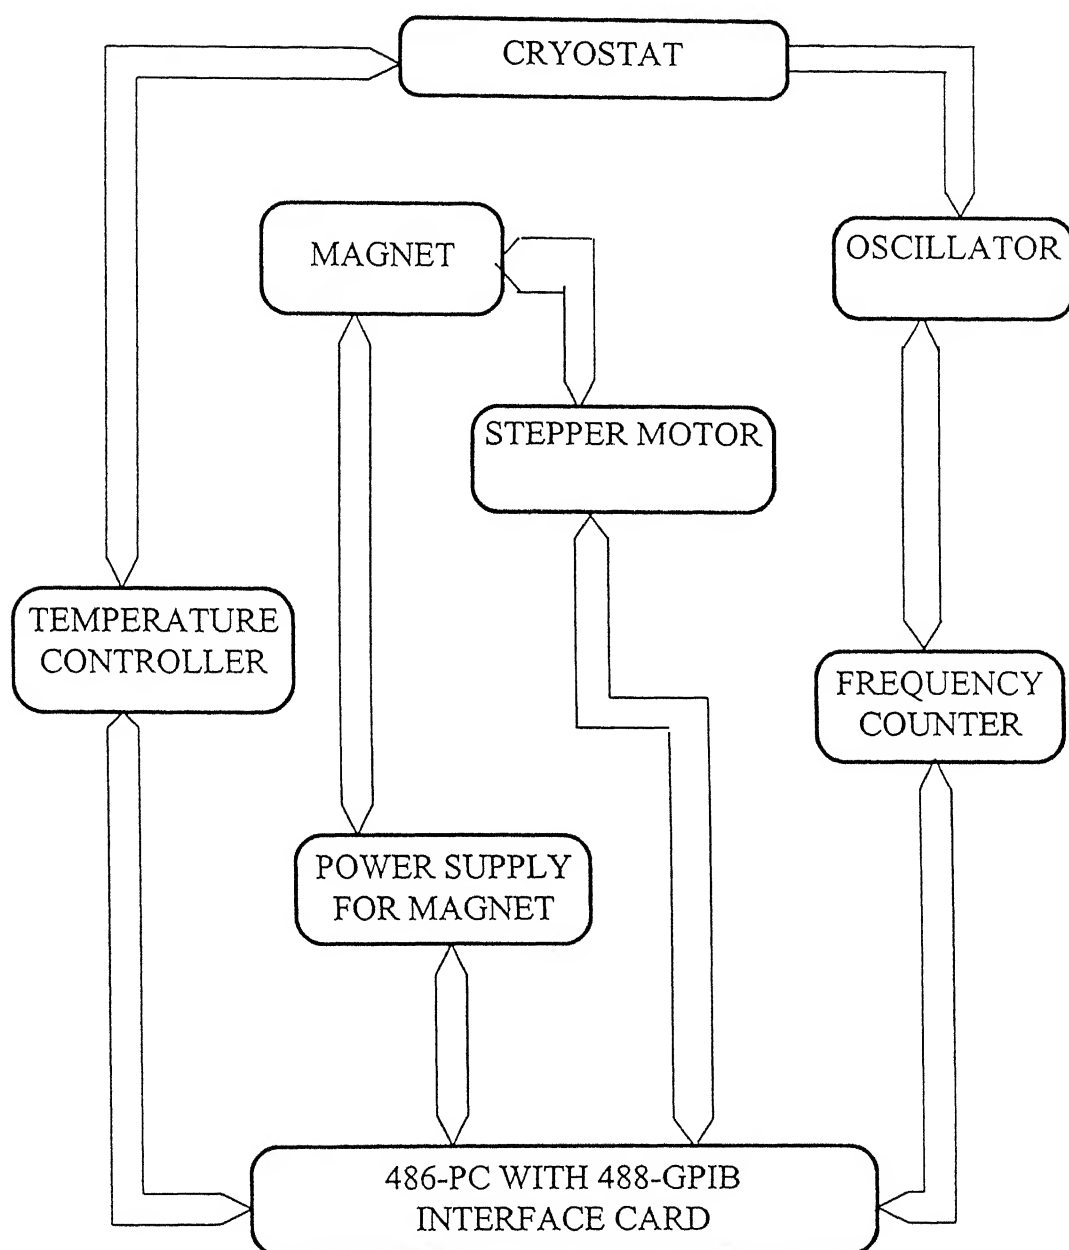 CRYOSTAT
MAGNET
OSCILLATOR
STEPPER MOTOR
TEMPERATURE
CONTROLLER
FREQUENCY
COUNTER
POWER SUPPLY
FOR MAGNET
486-PC WITH 488-GPIB
INTERFACE CARD